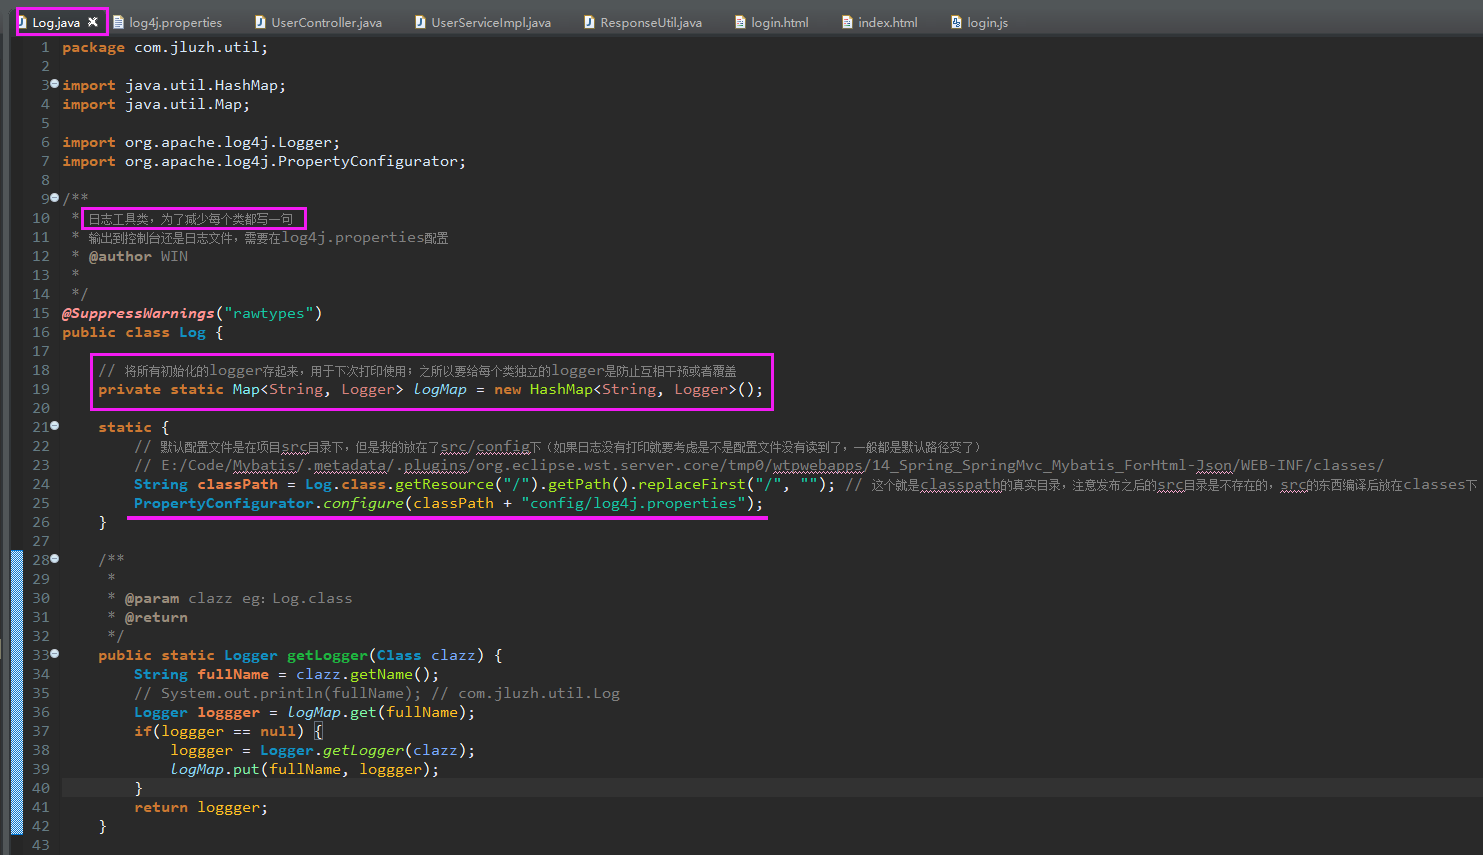 Log.java log4j.properties UserController.java UserServiceImpl.java ResponseUtil.java login.html index.html login.js
1 package com.jluzh.util;
2
3 import java.util.HashMap;
4 import java.util.Map;
5
6 import org.apache.log4j.Logger;
7 import org.apache.log4j.PropertyConfigurator;
8
9 /**
10 * 日志工具类，为了减少每个类都写一句
11 * 输出到控制台还是日志文件，需要在log4j.properties配置
12 * @author WIN
13 *
14 */
15 @SuppressWarnings("rawtypes")
16 public class Log {
17
18 // 将所有初始化的logger存起来，用于下次打印使用；之所以要给每个类独立的logger是防止互相干预或者覆盖
19 private static Map<String, Logger> logMap = new HashMap<String, Logger>();
20
21 static {
22 // 默认配置文件是在项目src目录下，但是我的放在了src/config下（如果日志没有打印就要考虑是不是配置文件没有读到了，一般都是默认路径变了）
23 // E:/Code/Mybatis/.metadata/.plugins/org.eclipse.wst.server.core/tmp0/wtpwebapps/14_Spring_SpringMvc_Mybatis_ForHtml-Json/WEB-INF/classes/
24 String classPath = Log.class.getResource("/").getPath().replaceFirst("/", ""); // 这个就是classpath的真实目录，注意发布之后的src目录是不存在的，src的东西编译后放在classes下
25 PropertyConfigurator.configure(classPath + "config/log4j.properties");
26 }
27
28 /**
29 *
30 * @param clazz eg：Log.class
31 * @return
32 */
33 public static Logger getLogger(Class clazz) {
34 String fullName = clazz.getName();
35 // System.out.println(fullName); // com.jluzh.util.Log
36 Logger loggger = logMap.get(fullName);
37 if(loggger == null) {
38 loggger = Logger.getLogger(clazz);
39 logMap.put(fullName, loggger);
40 }
41 return loggger;
42 }
43